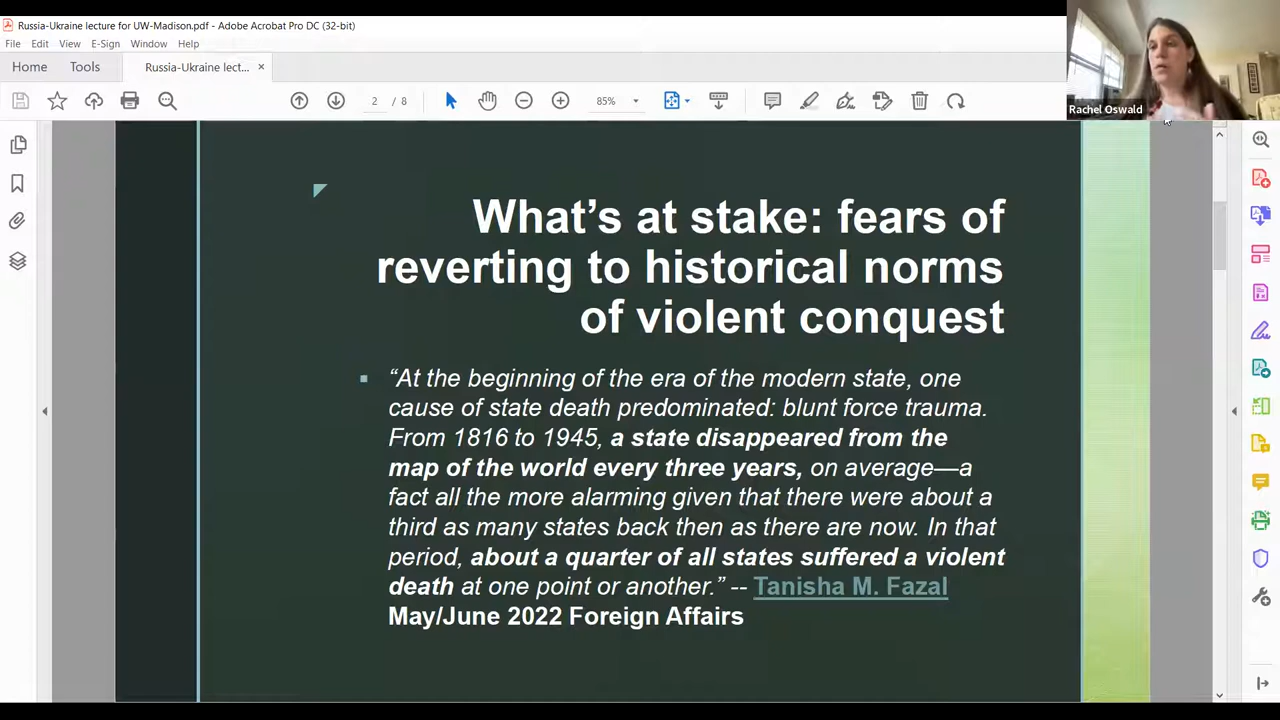 Russia-Ukraine lecture for UW-Madison.pdf - Adobe Acrobat Pro DC (32-bit)
File Edit View E-Sign Window Help
Home Tools Russia-Ukraine lect... ×
2 / 8 85%
Rachel Oswald
What’s at stake: fears of
reverting to historical norms
of violent conquest
“At the beginning of the era of the modern state, one
cause of state death predominated: blunt force trauma.
From 1816 to 1945, a state disappeared from the
map of the world every three years, on average—a
fact all the more alarming given that there were about a
third as many states back then as there are now. In that
period, about a quarter of all states suffered a violent
death at one point or another.” -- Tanisha M. Fazal
May/June 2022 Foreign Affairs